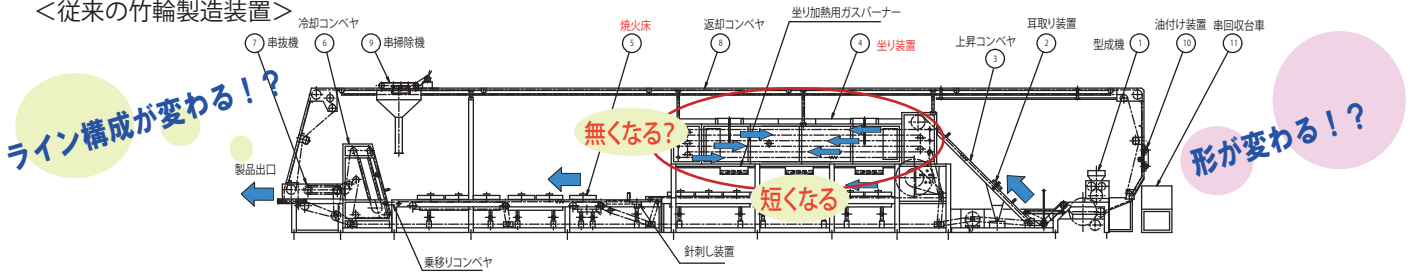 ＜従来の竹輪製造装置＞
冷却コンベヤ
焼火床
返却コンベヤ
坐り加熱用ガスバーナー
耳取り装置
油付け装置
串回収台車
⑦ 串抜機
⑥
⑨ 串掃除機
⑤
⑧
④ 坐り装置
上昇コンベヤ
③
②
型成機
①
⑩
⑪
ライン構成が変わる！？
無くなる？
短くなる
形が変わる！？
製品出口
乗移りコンベヤ
針刺し装置